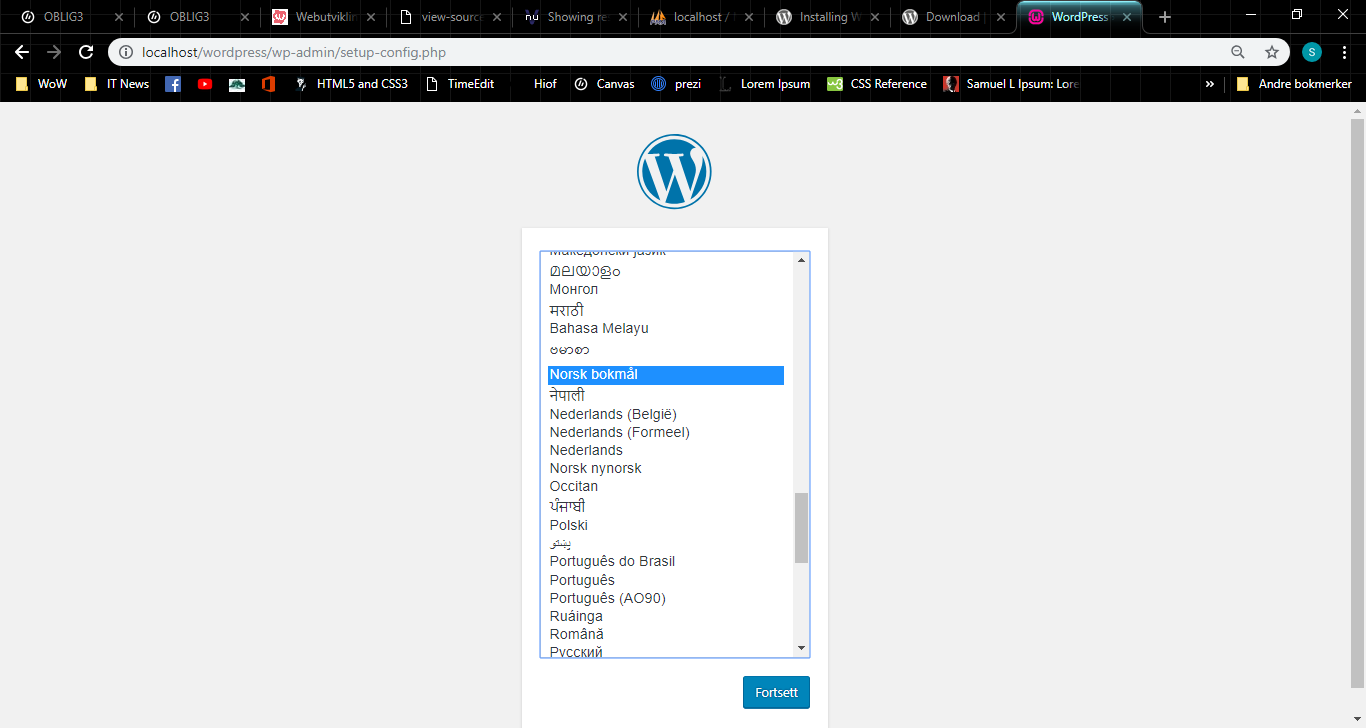 OBLIG3
OBLIG3
Webutviklin
view-source
Showing re
localhost /
Installing W
Download
WordPress
localhost/wordpress/wp-admin/setup-config.php
S
WoW
IT News
HTML5 and CSS3
TimeEdit
Hiof
Canvas
prezi
Lorem Ipsum
CSS Reference
Samuel L Ipsum: Lore
»
Andre bokmerker
Македонски јазик
മലയാളം
Монгол
मराठी
Bahasa Melayu
ဗမာစာ
Norsk bokmål
नेपाली
Nederlands (België)
Nederlands (Formeel)
Nederlands
Norsk nynorsk
Occitan
ਪੰਜਾਬੀ
Polski
پښتو
Português do Brasil
Português
Português (AO90)
Ruáinga
Română
Русский
Fortsett